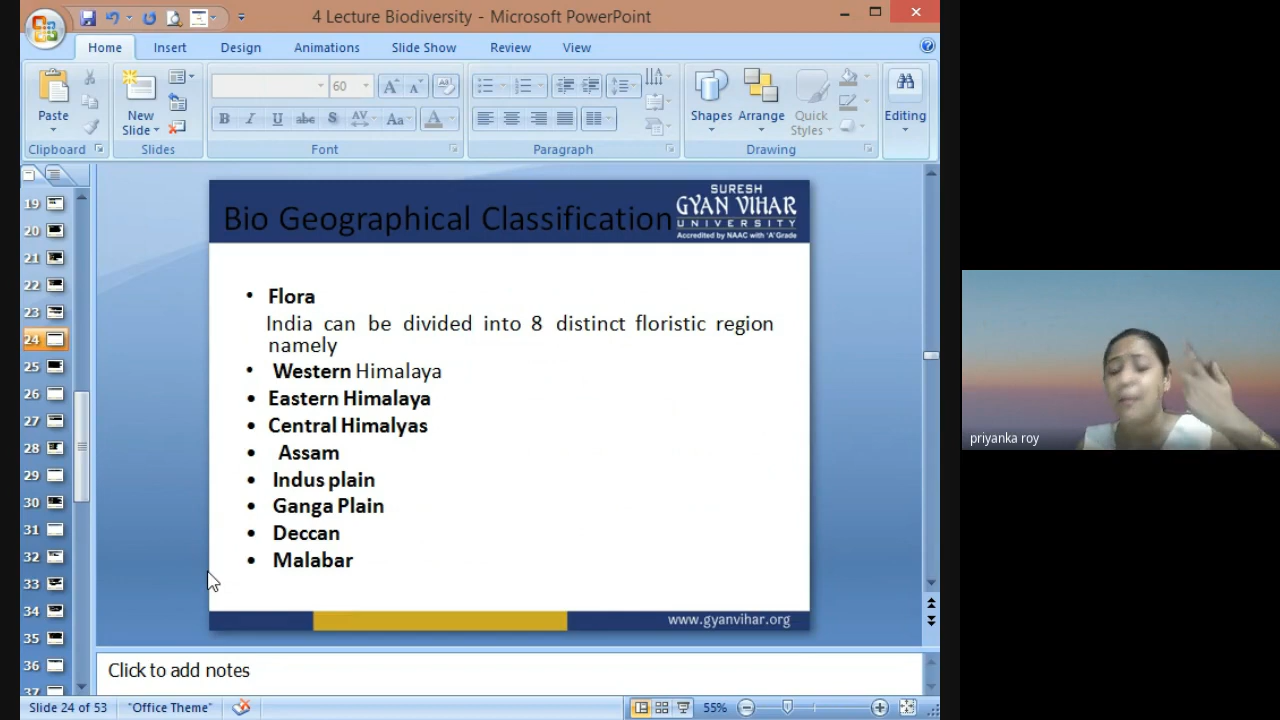 4 Lecture Biodiversity - Microsoft PowerPoint
Home Insert Design Animations Slide Show Review View
Paste
New
Slide
60
B I U abc S AV Aa A
Shapes Arrange Quick
Styles
Editing
Clipboard Slides Font Paragraph Drawing
19
20
21
22
23
24
25
26
27
28
29
30
31
32
33
34
35
36
37
SURESH
GYAN VIHAR
UNIVERSITY
Accredited by NAAC with 'A' Grade
Bio Geographical Classification
• Flora
India can be divided into 8 distinct floristic region
namely
• Western Himalaya
• Eastern Himalaya
• Central Himalyas
• Assam
• Indus plain
• Ganga Plain
• Deccan
• Malabar
www.gyanvihar.org
priyanka roy
Click to add notes
Slide 24 of 53 "Office Theme" 55%